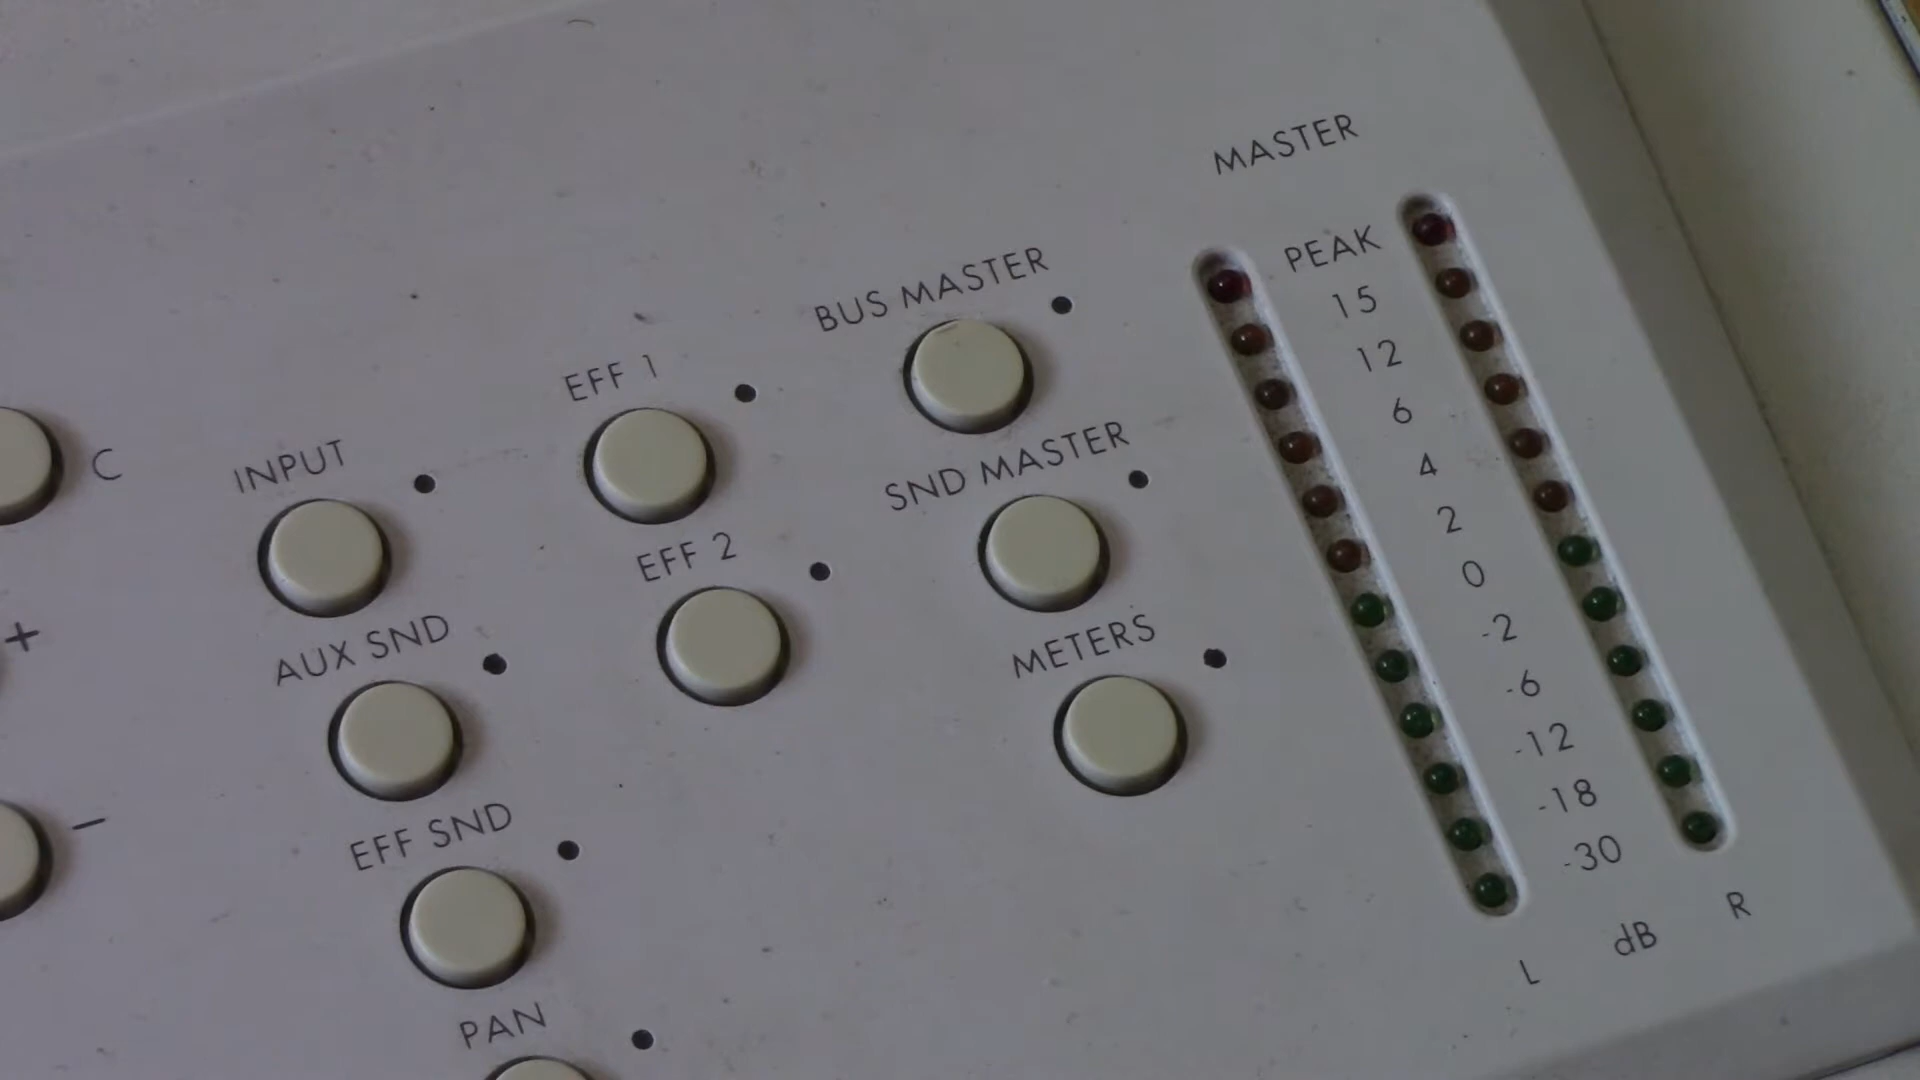 MASTER
PEAK
15
12
6
4
2
0
-2
-6
-12
-18
-30
L dB R
BUS MASTER
SND MASTER
METERS
EFF 1
EFF 2
INPUT
AUX SND
EFF SND
PAN
C
+
-